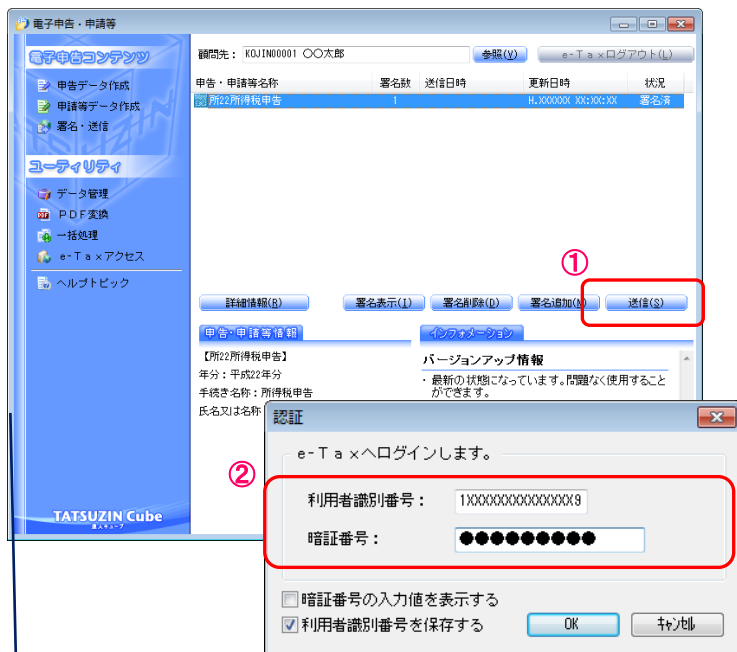 電子申告・申請等
電子申告コンテンツ
申告データ作成
申請等データ作成
署名・送信
ユーティリティ
データ管理
ＰＤＦ変換
一括処理
e-Ｔａｘアクセス
ヘルプトピック
TATSUZIN Cube
達人キューブ
顧問先： KOJIN00001 〇〇太郎 参照(V) e-Ｔａｘログアウト(L)
申告・申請等名称 署名数 送信日時 更新日時 状況
所22所得税申告 1 H.XXXXXX XX:XX:XX 署名済
①
詳細情報(R) 署名表示(I) 署名削除(D) 署名追加(N) 送信(S)
申告・申請等情報
【所22所得税申告】
年分：平成22年分
手続き名称：所得税申告
氏名又は名称
インフォメーション
バージョンアップ情報
・最新の状態になっています。問題なく使用すること
ができます。
認証
e-Ｔａｘへログインします。
②
利用者識別番号： 1XXXXXXXXXXXXXX9
暗証番号： ●●●●●●●●●
暗証番号の入力値を表示する
利用者識別番号を保存する OK ｷｬﾝｾﾙ